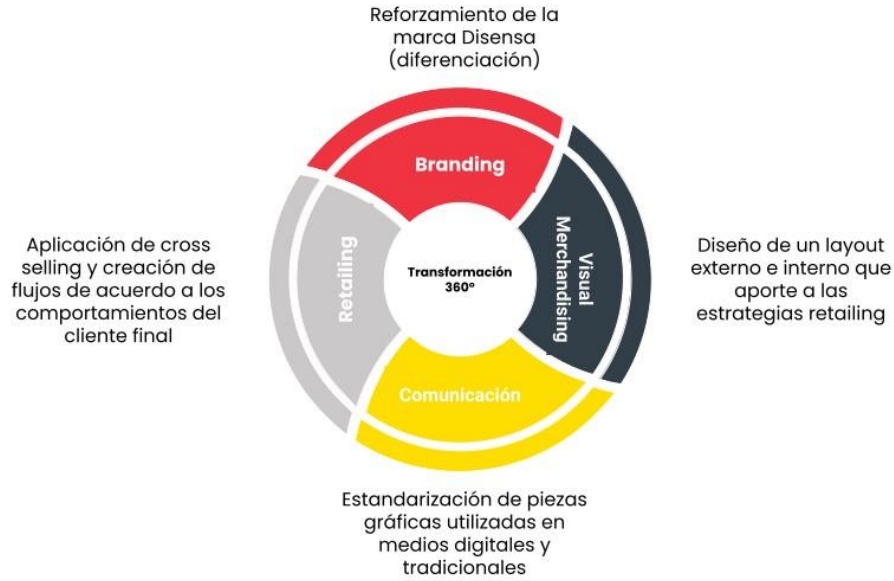 Reforzamiento de la
marca Disensa
(diferenciación)
Branding
Visual
Merchandising
Diseño de un layout
externo e interno que
aporte a las
estrategias retailing
Transformación
360º
Retailing
Aplicación de cross
selling y creación de
flujos de acuerdo a los
comportamientos del
cliente final
Comunicación
Estandarización de piezas
gráficas utilizadas en
medios digitales y
tradicionales